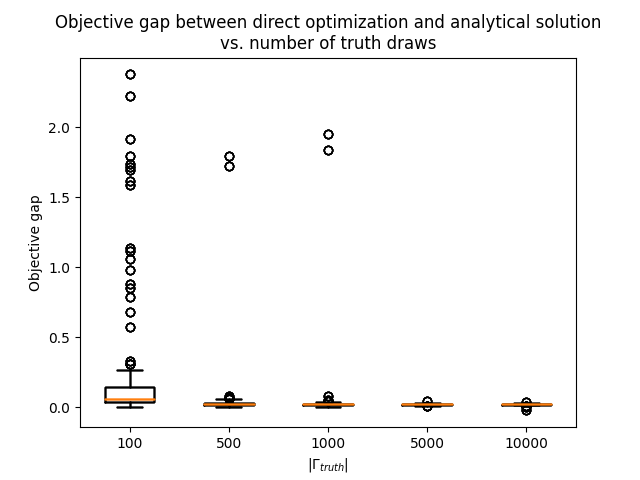 Objective gap between direct optimization and analytical solution
vs. number of truth draws
2.0
1.5
1.0
0.5
0.0
Objective gap
100 500 1000 5000 10000
|Γtruth|